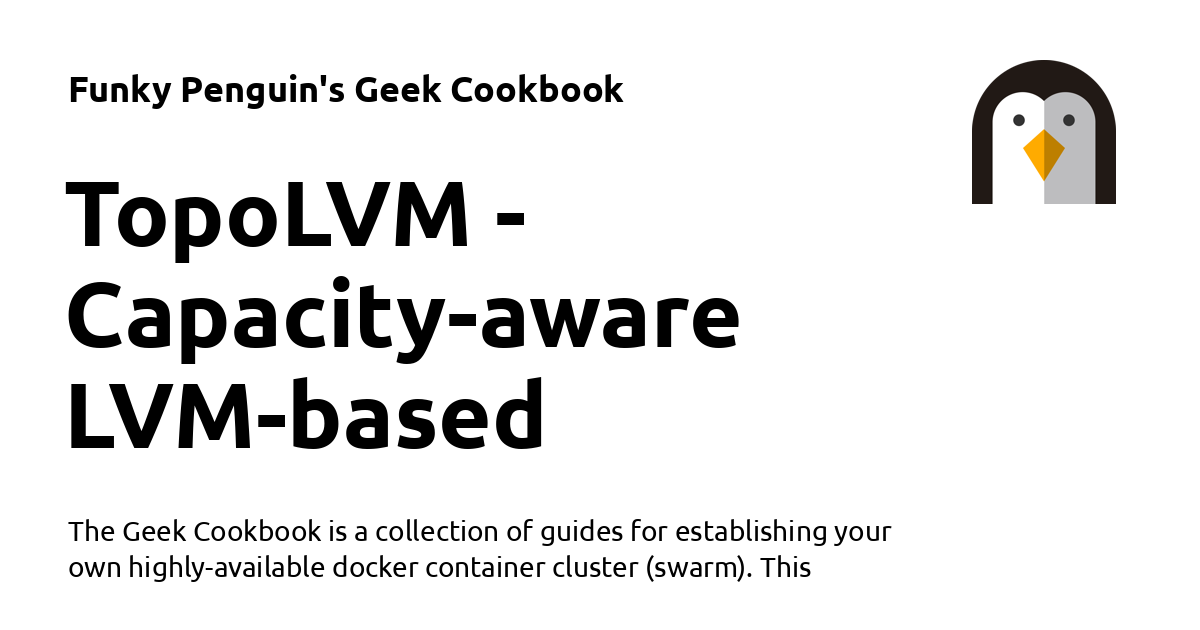 Funky Penguin's Geek Cookbook
TopoLVM -
Capacity-aware
LVM-based
The Geek Cookbook is a collection of guides for establishing your
own highly-available docker container cluster (swarm). This